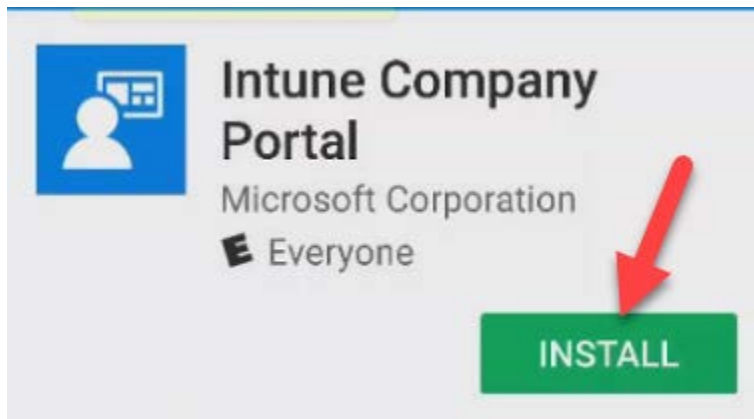 Intune Company
Portal
Microsoft Corporation
E Everyone
INSTALL